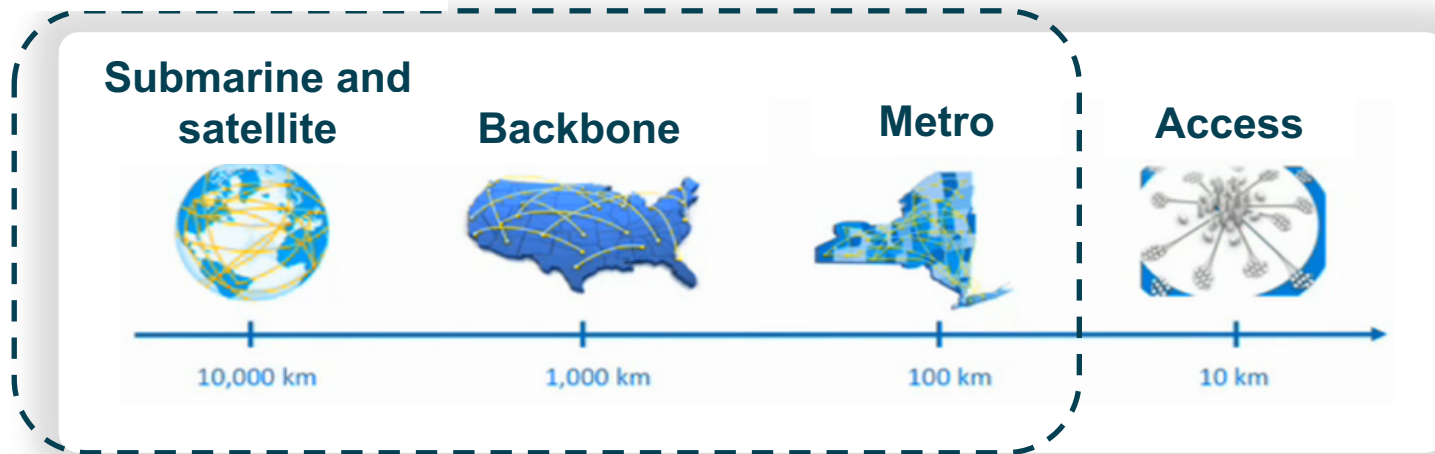 Submarine and
satellite
Backbone
Metro
Access
10,000 km
1,000 km
100 km
10 km